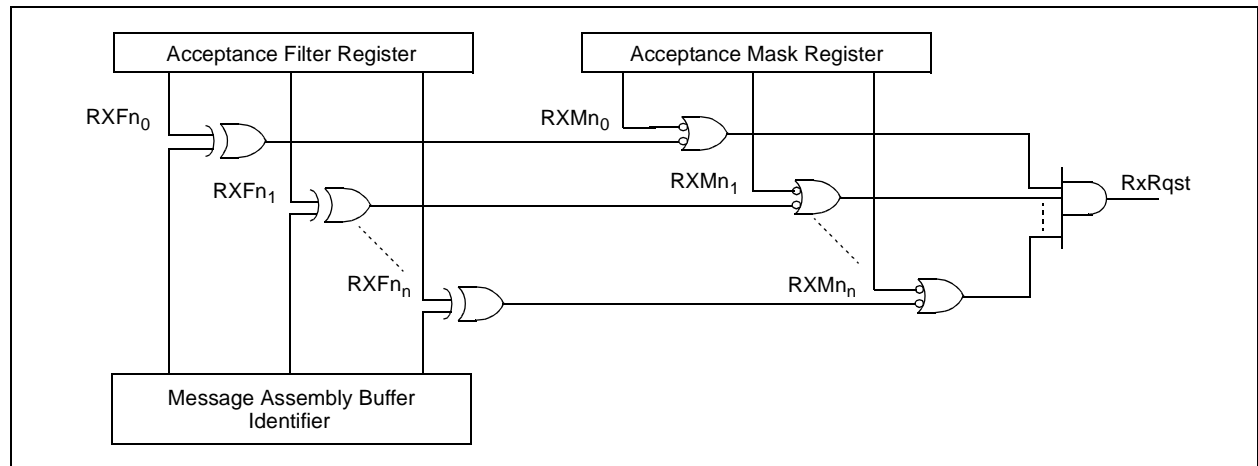 Acceptance Filter Register
Acceptance Mask Register
RXFn0
RXMn0
RXFn1
RXMn1
RxRqst
RXFnn
RXMnn
Message Assembly Buffer
Identifier